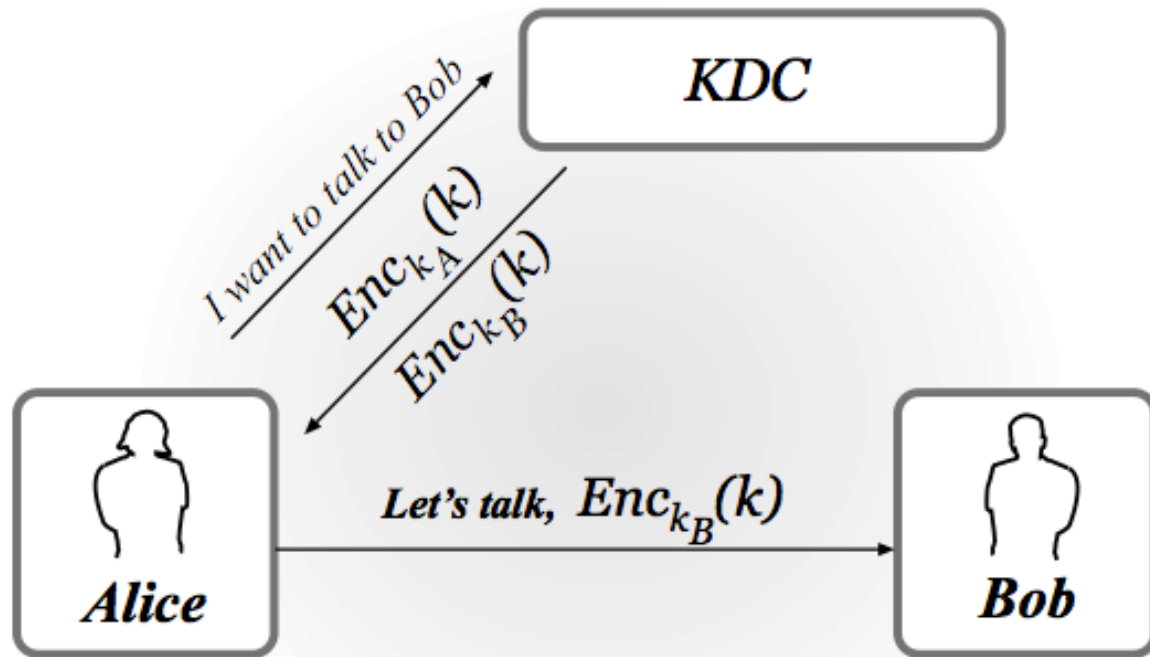 KDC
I want to talk to Bob
Enc_{k_A}(k)
Enc_{k_B}(k)
Let's talk, Enc_{k_B}(k)
Alice
Bob